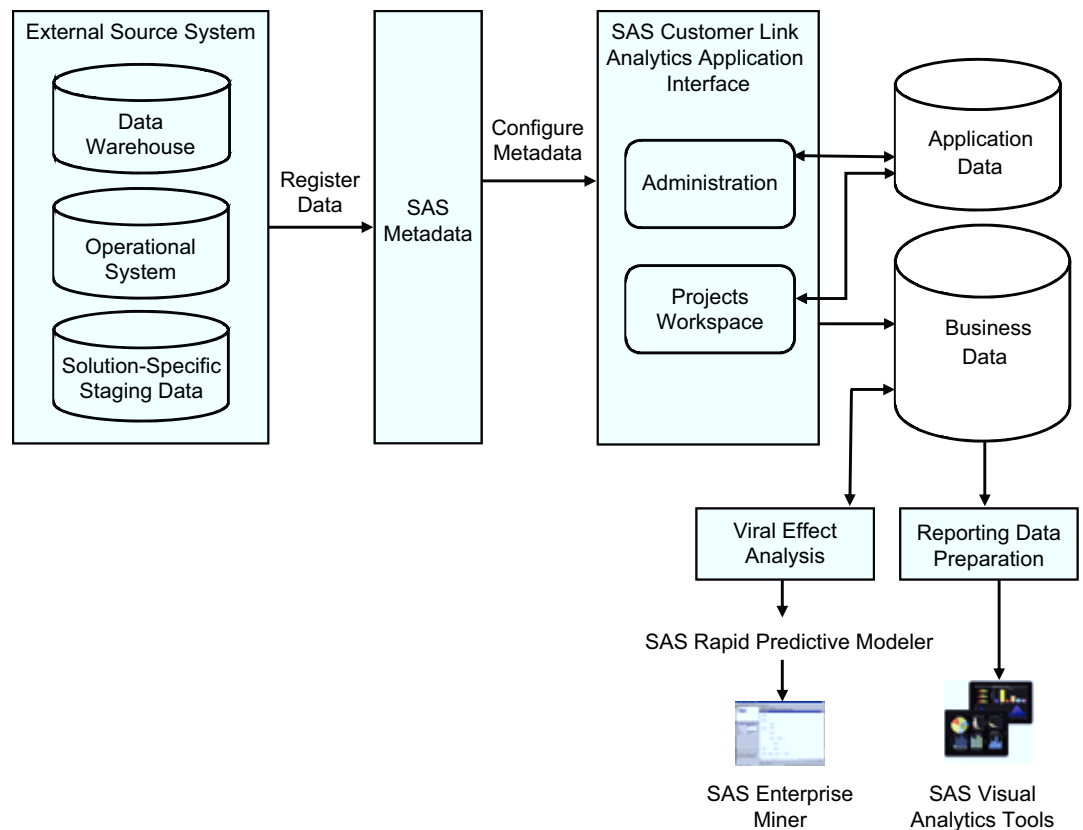 External Source System
Data
Warehouse
Operational
System
Solution-Specific
Staging Data
Register
Data
SAS
Metadata
Configure
Metadata
SAS Customer Link
Analytics Application
Interface
Administration
Projects
Workspace
Application
Data
Business
Data
Viral Effect
Analysis
Reporting Data
Preparation
SAS Rapid Predictive Modeler
SAS Enterprise
Miner
SAS Visual
Analytics Tools